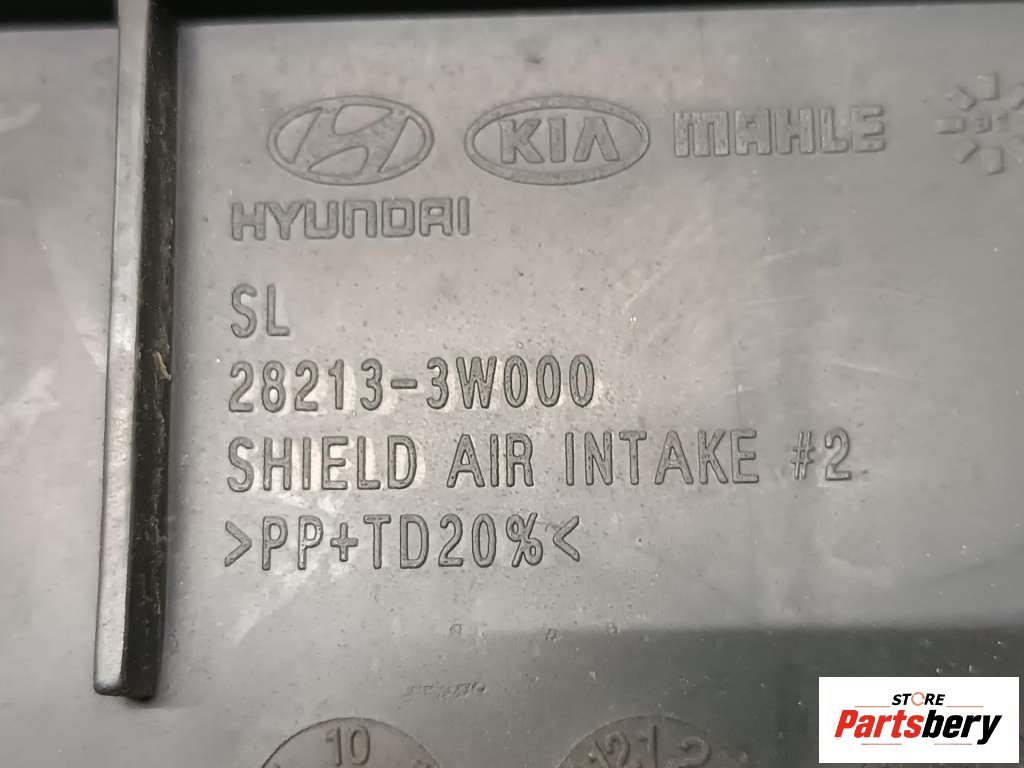 KIA MAHLE
HYUNDAI
SL
28213-3W000
SHIELD AIR INTAKE #2
>PP+TD20%<
10
STORE
Partsbery